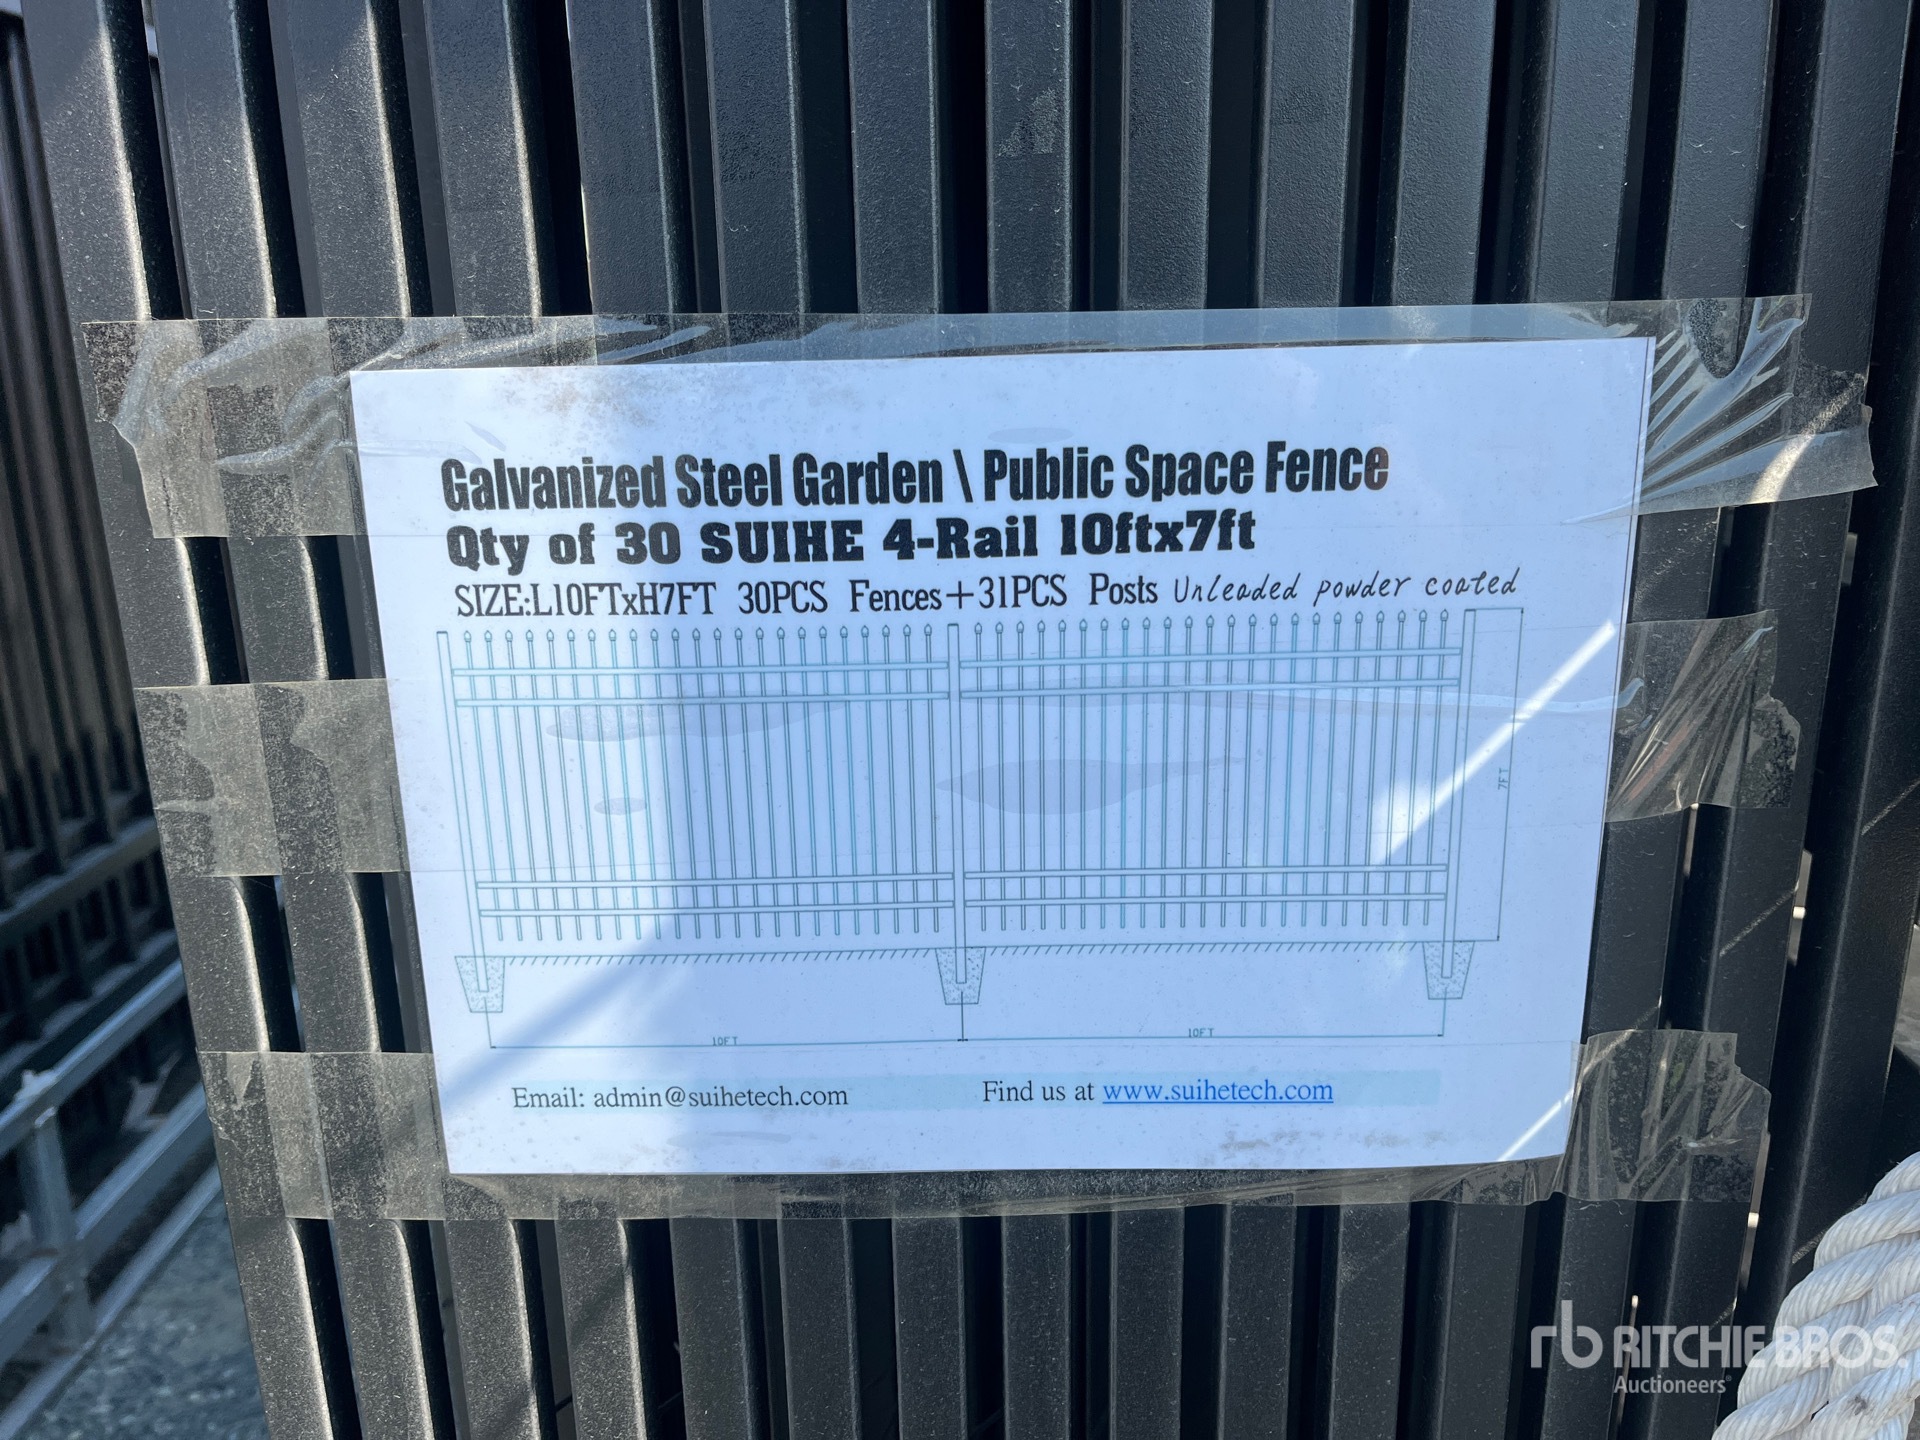 Galvanized Steel Garden \ Public Space Fence
Qty of 30 SUIHE 4-Rail 10ftx7ft
SIZE:L10FTxH7FT 30PCS Fences+31PCS Posts Unleaded powder coated
7FT
10FT 10FT
Email: admin@suihetech.com Find us at www.suihetech.com
rb RITCHIE BROS.
Auctioneers